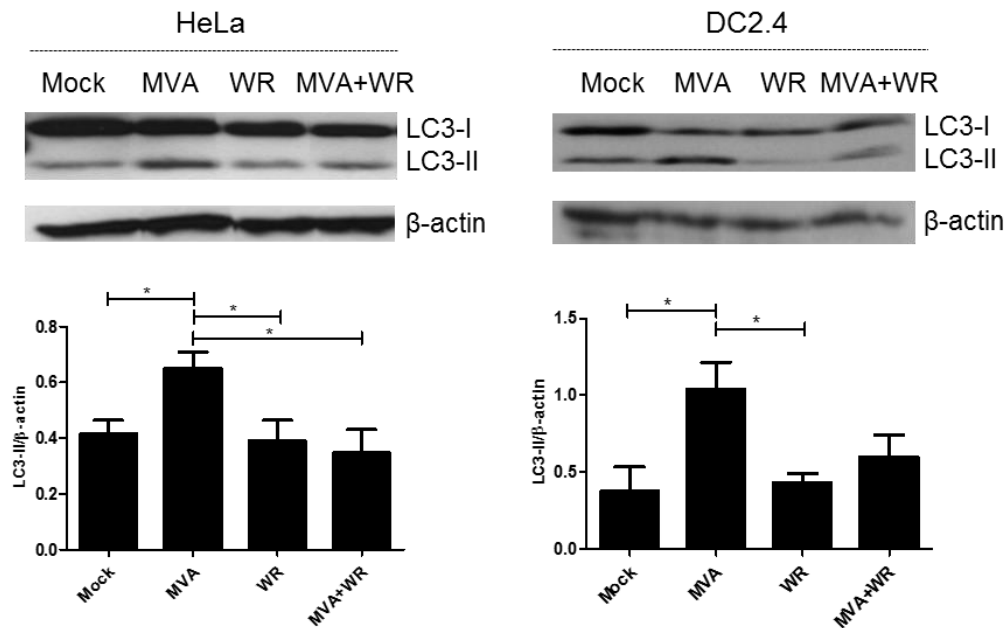 HeLa
Mock MVA WR MVA+WR
LC3-I
LC3-II
β-actin
*
*
*
0.8
0.6
0.4
0.2
0.0
LC3-II/β-actin
Mock
MVA
WR
MVA+WR
DC2.4
Mock MVA WR MVA+WR
LC3-I
LC3-II
β-actin
*
*
1.5
1.0
0.5
0.0
LC3-II/β-actin
Mock
MVA
WR
MVA+WR